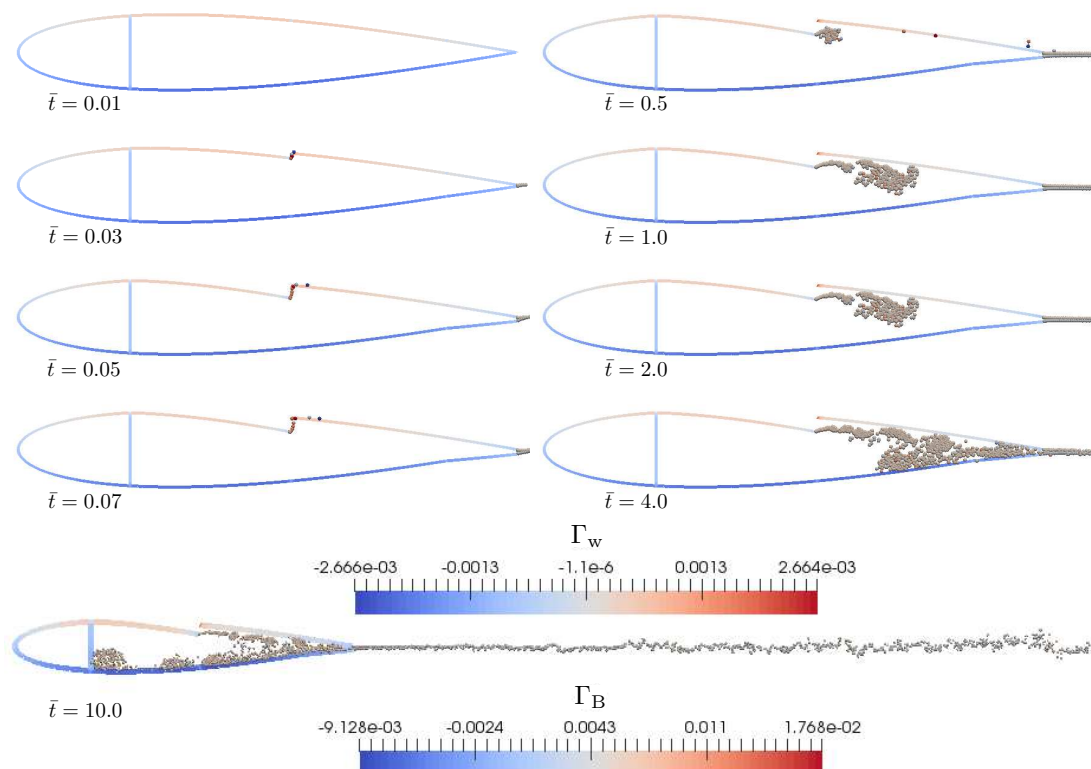 t̄ = 0.01
t̄ = 0.5
t̄ = 0.03
t̄ = 1.0
t̄ = 0.05
t̄ = 2.0
t̄ = 0.07
t̄ = 4.0
Γw
-2.666e-03 -0.0013 -1.1e-6 0.0013 2.664e-03
t̄ = 10.0
ΓB
-9.128e-03 -0.0024 0.0043 0.011 1.768e-02